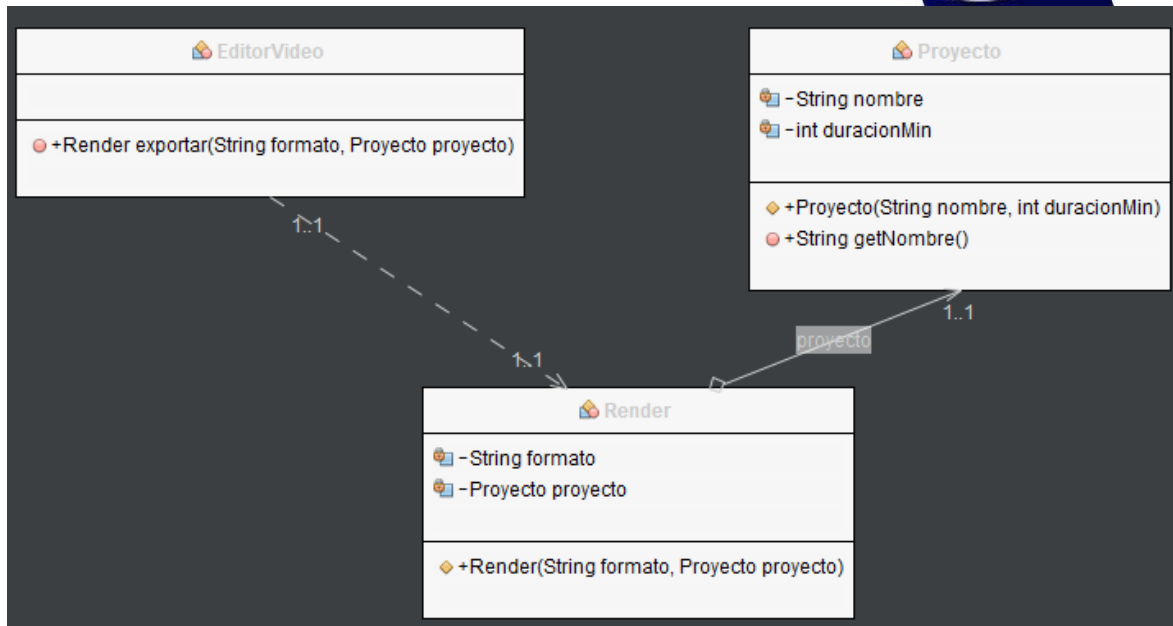 EditorVideo
+Render exportar(String formato, Proyecto proyecto)
Proyecto
-String nombre
-int duracionMin
+Proyecto(String nombre, int duracionMin)
+String getNombre()
1..1
1..1
1..1
proyecto
Render
-String formato
-Proyecto proyecto
+Render(String formato, Proyecto proyecto)